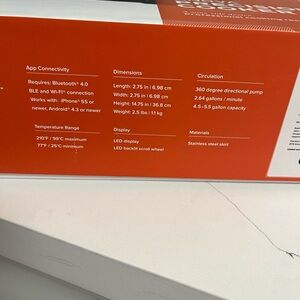 App Connectivity
Requires: Bluetooth® 4.0
BLE and Wi-Fi® connection
Works with: iPhone® 5S or
newer, Android® 4.3 or newer
Dimensions
Length: 2.75 in / 6.98 cm
Width: 2.75 in / 6.98 cm
Height: 14.75 in / 36.8 cm
Weight: 2.5 lbs / 1.1 kg
Circulation
360 degree directional pump
2.64 gallons / minute
4.5-5.5 gallon capacity
Temperature Range
210°F / 99°C maximum
77°F / 25°C minimum
Display
LED display
LED backlit scroll wheel
Materials
Stainless steel skirt